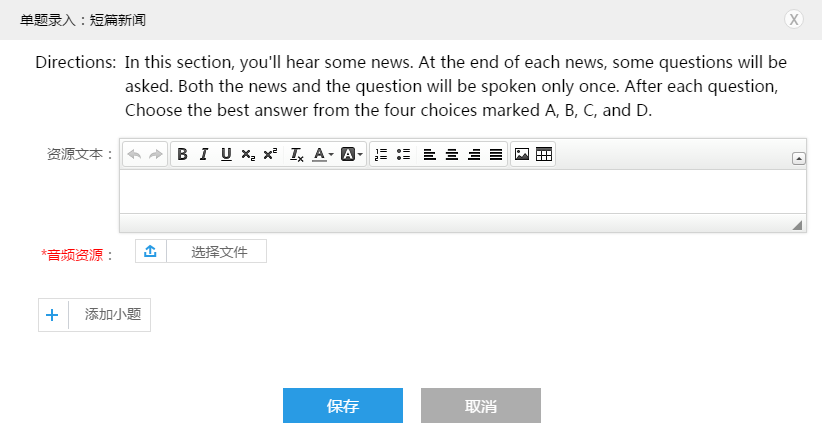 单题录入：短篇新闻
X
Directions: In this section, you'll hear some news. At the end of each news, some questions will be
asked. Both the news and the question will be spoken only once. After each question,
Choose the best answer from the four choices marked A, B, C, and D.
资源文本：
B I U x₂ x² Ix A A
*音频资源：
选择文件
+ 添加小题
保存 取消